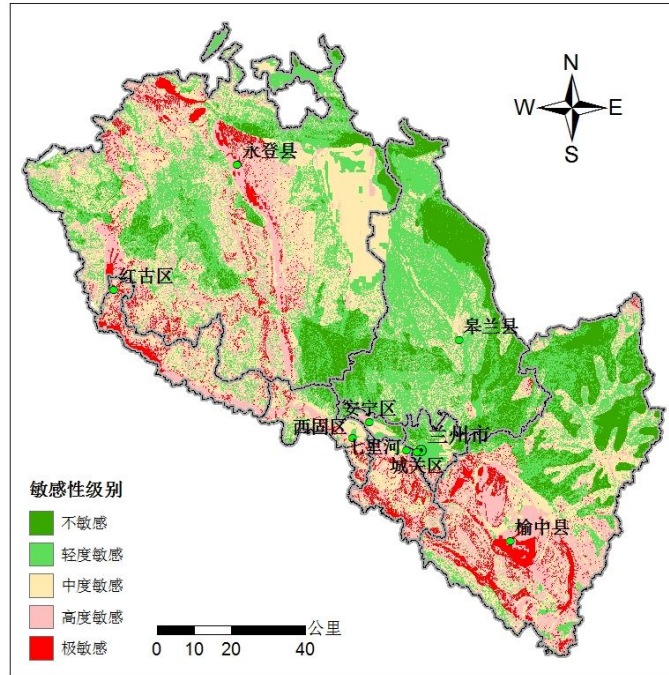 N
W E
S
永登县
红古区
皋兰县
安宁区
西固区
兰州市
七里河
城关区
榆中县
敏感性级别
不敏感
轻度敏感
中度敏感
高度敏感
极敏感
公里
0 10 20 40